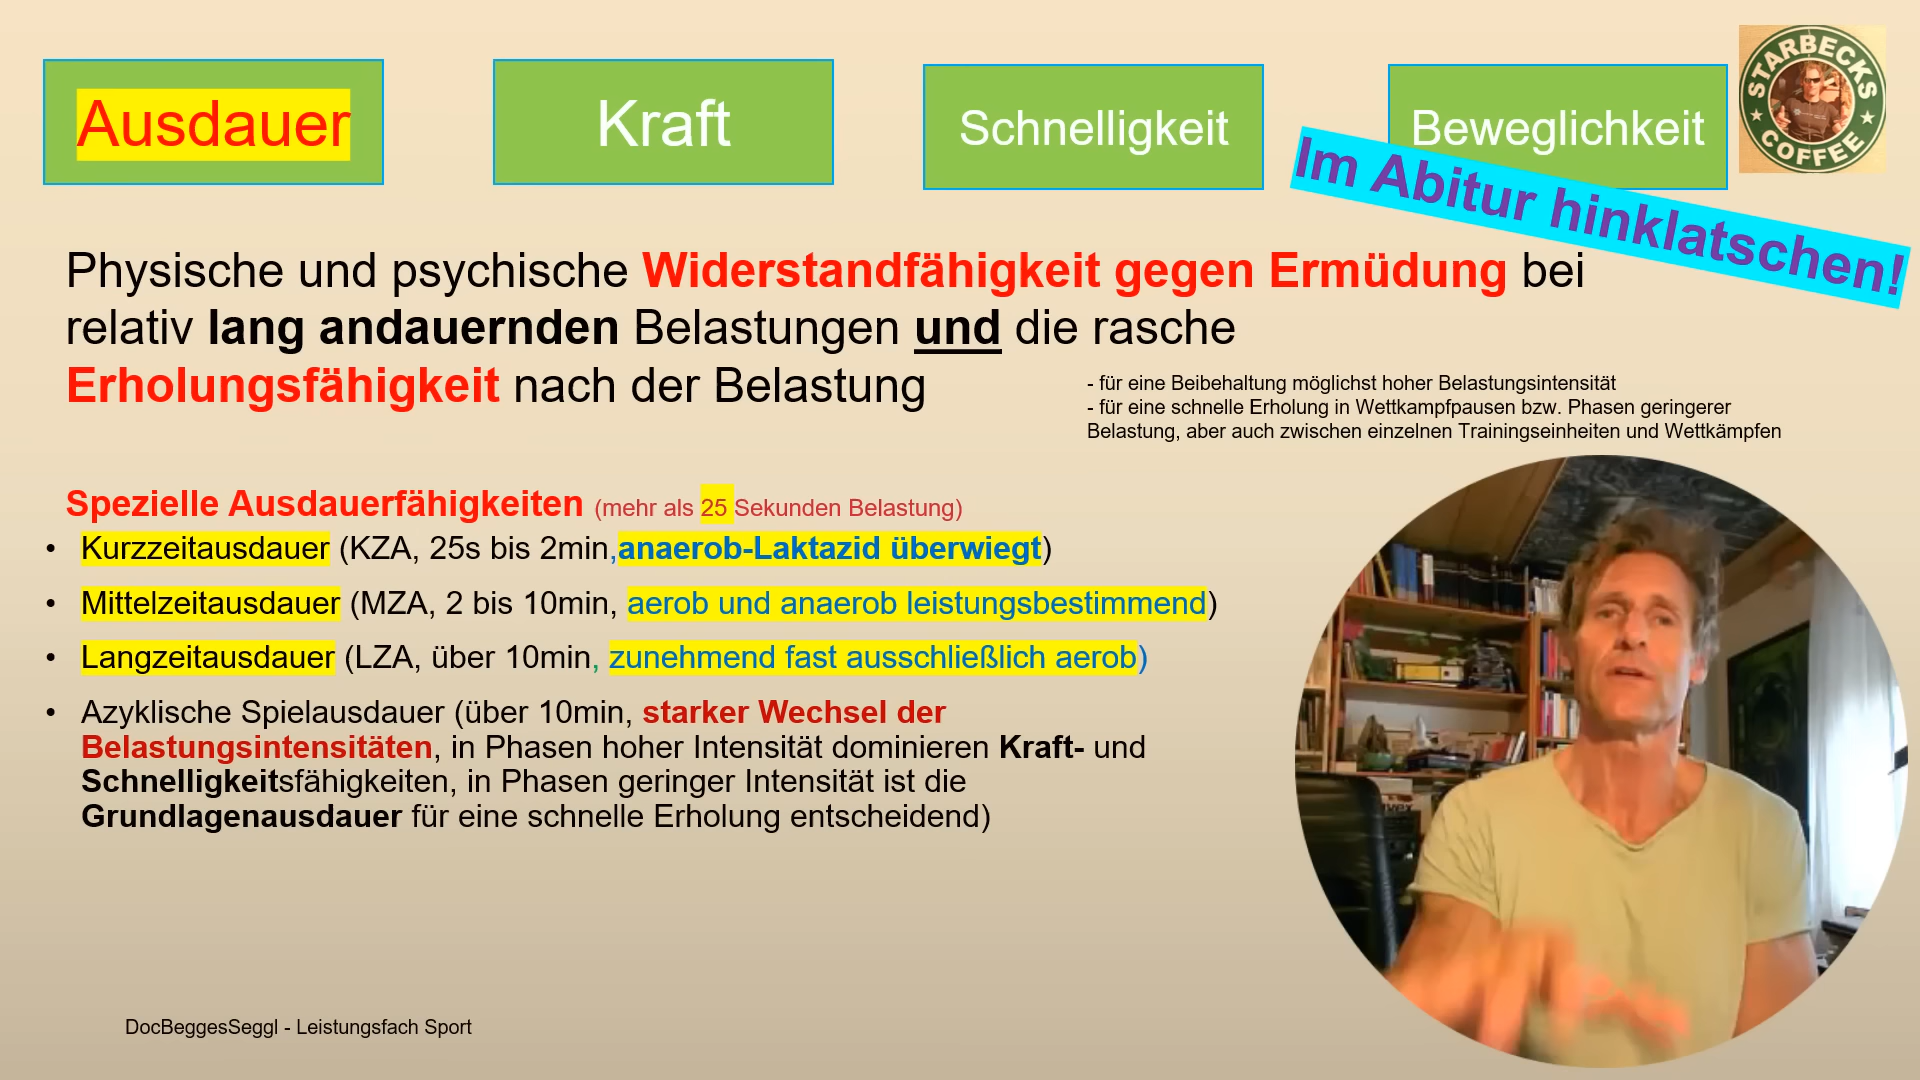 Ausdauer
Kraft
Schnelligkeit
Beweglichkeit
STARBECKS
COFFEE
Im Abitur hinklatschen!
Physische und psychische Widerstandfähigkeit gegen Ermüdung bei
relativ lang andauernden Belastungen und die rasche
Erholungsfähigkeit nach der Belastung
- für eine Beibehaltung möglichst hoher Belastungsintensität
- für eine schnelle Erholung in Wettkampfpausen bzw. Phasen geringerer
Belastung, aber auch zwischen einzelnen Trainingseinheiten und Wettkämpfen
Spezielle Ausdauerfähigkeiten (mehr als 25 Sekunden Belastung)
• Kurzzeitausdauer (KZA, 25s bis 2min,anaerob-Laktazid überwiegt)
• Mittelzeitausdauer (MZA, 2 bis 10min, aerob und anaerob leistungsbestimmend)
• Langzeitausdauer (LZA, über 10min, zunehmend fast ausschließlich aerob)
• Azyklische Spielausdauer (über 10min, starker Wechsel der
Belastungsintensitäten, in Phasen hoher Intensität dominieren Kraft- und
Schnelligkeitsfähigkeiten, in Phasen geringer Intensität ist die
Grundlagenausdauer für eine schnelle Erholung entscheidend)
DocBeggesSeggl - Leistungsfach Sport